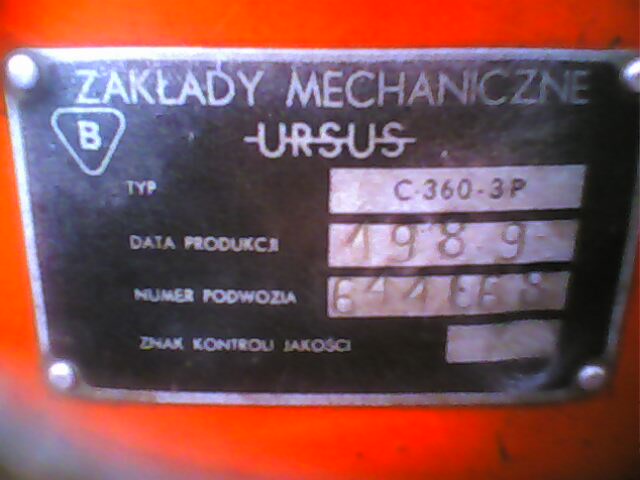 ZAKŁADY MECHANICZNE
B
URSUS
TYP C-360-3P
DATA PRODUKCJI 1989
NUMER PODWOZIA
ZNAK KONTROLI JAKOŚCI